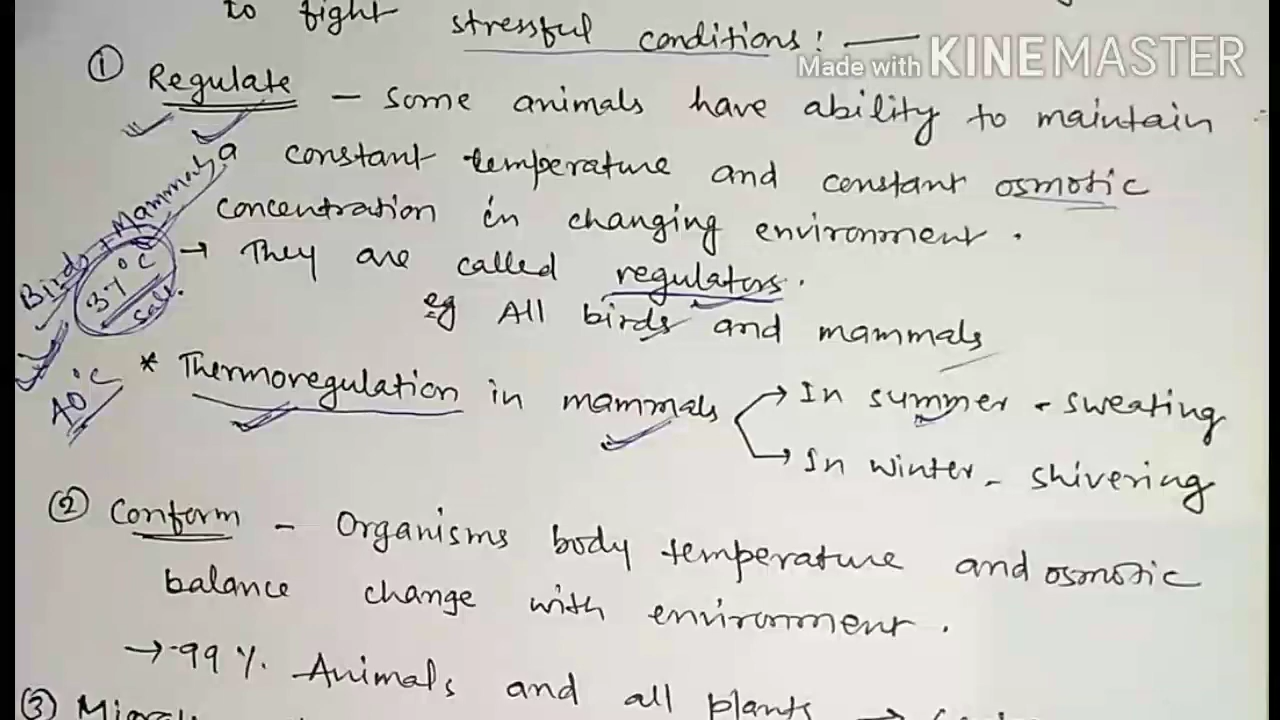 to fight stressful conditions! —
Made with KINEMASTER
① Regulate – Some animals have ability to maintain
a constant temperature and constant osmotic
concentration in changing environment.
Birds + Mammals
37°C
→ They are called regulators.
eg All birds and mammals
40°C
* Thermoregulation in mammals → In summer - sweating
→ In winter - shivering
② Conform – Organisms body temperature and osmotic
balance change with environment.
→ 99 %. Animals and all plants →
③